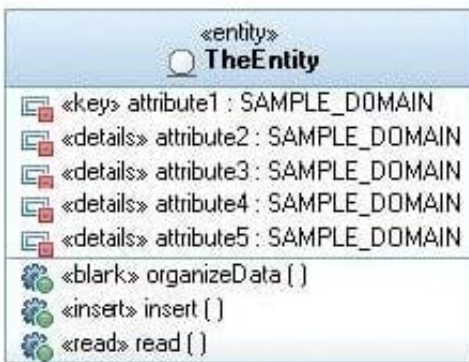 «entity»
TheEntity
«key» attribute1 : SAMPLE_DOMAIN
«details» attribute2 : SAMPLE_DOMAIN
«details» attribute3 : SAMPLE_DOMAIN
«details» attribute4 : SAMPLE_DOMAIN
«details» attribute5 : SAMPLE_DOMAIN
«blark» organizeData ( )
«insert» insert ( )
«read» read ( )